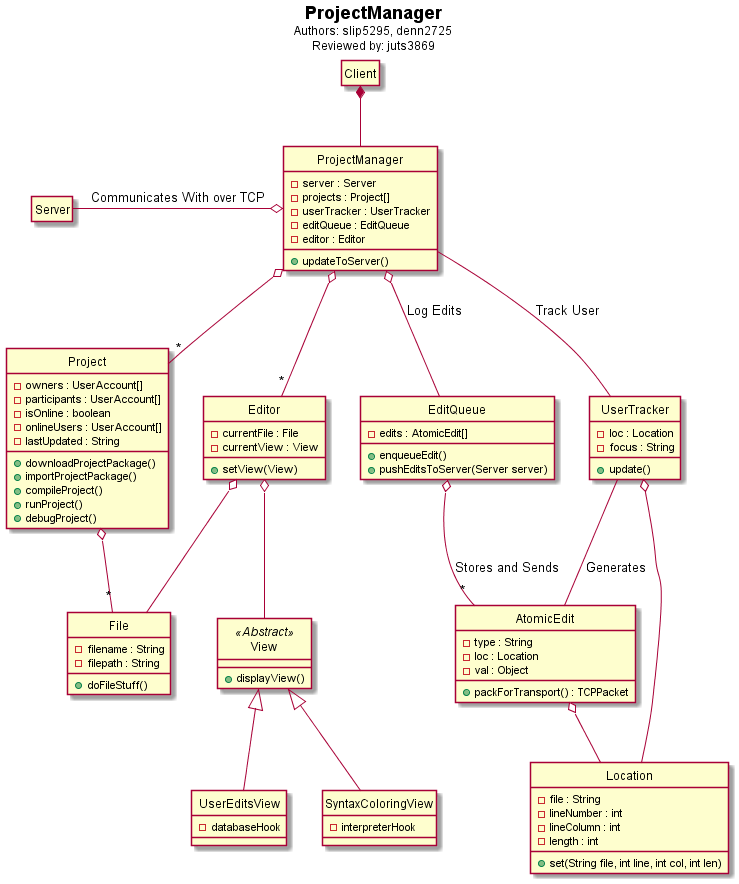 ProjectManager
Authors: slip5295, denn2725
Reviewed by: juts3869
Client
ProjectManager
server : Server
projects : Project[]
userTracker : UserTracker
editQueue : EditQueue
editor : Editor
updateToServer()
Communicates With over TCP
Server
Log Edits
Track User
*
*
Project
owners : UserAccount[]
participants : UserAccount[]
isOnline : boolean
onlineUsers : UserAccount[]
lastUpdated : String
downloadProjectPackage()
importProjectPackage()
compileProject()
runProject()
debugProject()
Editor
currentFile : File
currentView : View
setView(View)
EditQueue
edits : AtomicEdit[]
enqueueEdit()
pushEditsToServer(Server server)
UserTracker
loc : Location
focus : String
update()
Stores and Sends
Generates
*
*
File
filename : String
filepath : String
doFileStuff()
«Abstract»
View
displayView()
AtomicEdit
type : String
loc : Location
val : Object
packForTransport() : TCPPacket
UserEditsView
databaseHook
SyntaxColoringView
interpreterHook
Location
file : String
lineNumber : int
lineColumn : int
length : int
set(String file, int line, int col, int len)